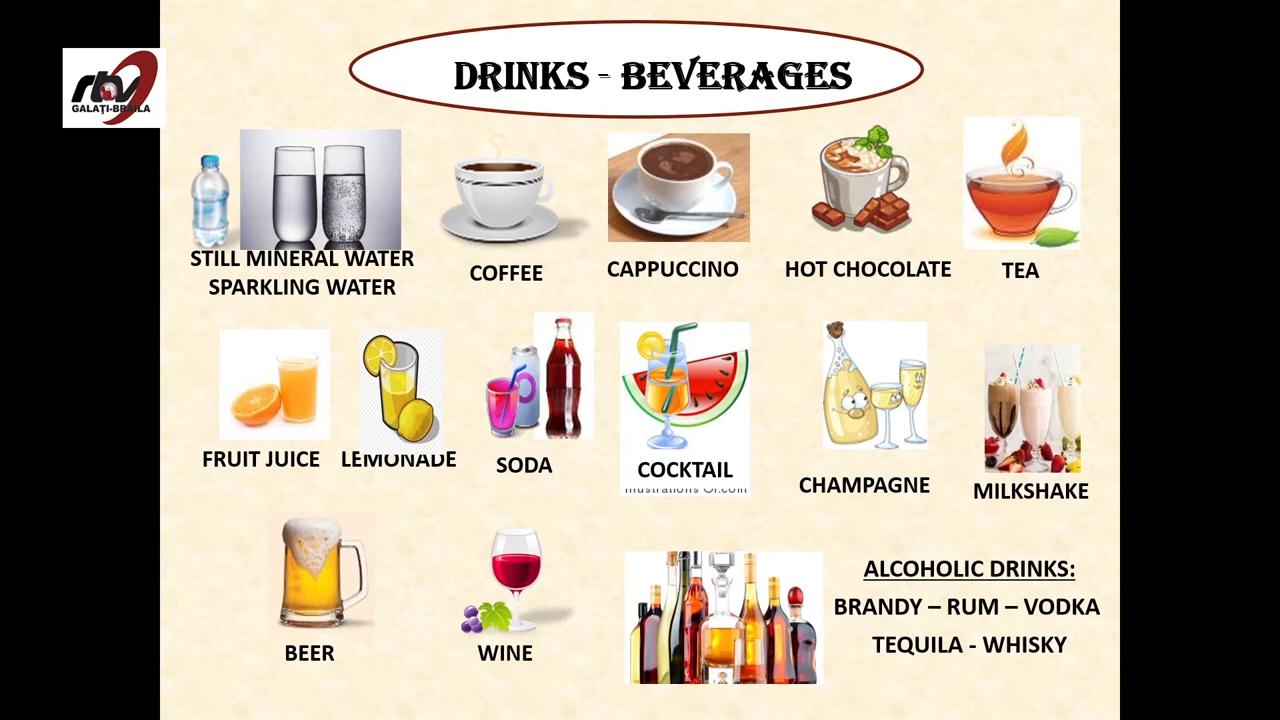 DRINKS - BEVERAGES
rtv
GALAŢI-BRĂILA
STILL MINERAL WATER
SPARKLING WATER
COFFEE
CAPPUCCINO
HOT CHOCOLATE
TEA
FRUIT JUICE
LEMONADE
SODA
COCKTAIL
CHAMPAGNE
MILKSHAKE
BEER
WINE
ALCOHOLIC DRINKS:
BRANDY – RUM – VODKA
TEQUILA - WHISKY